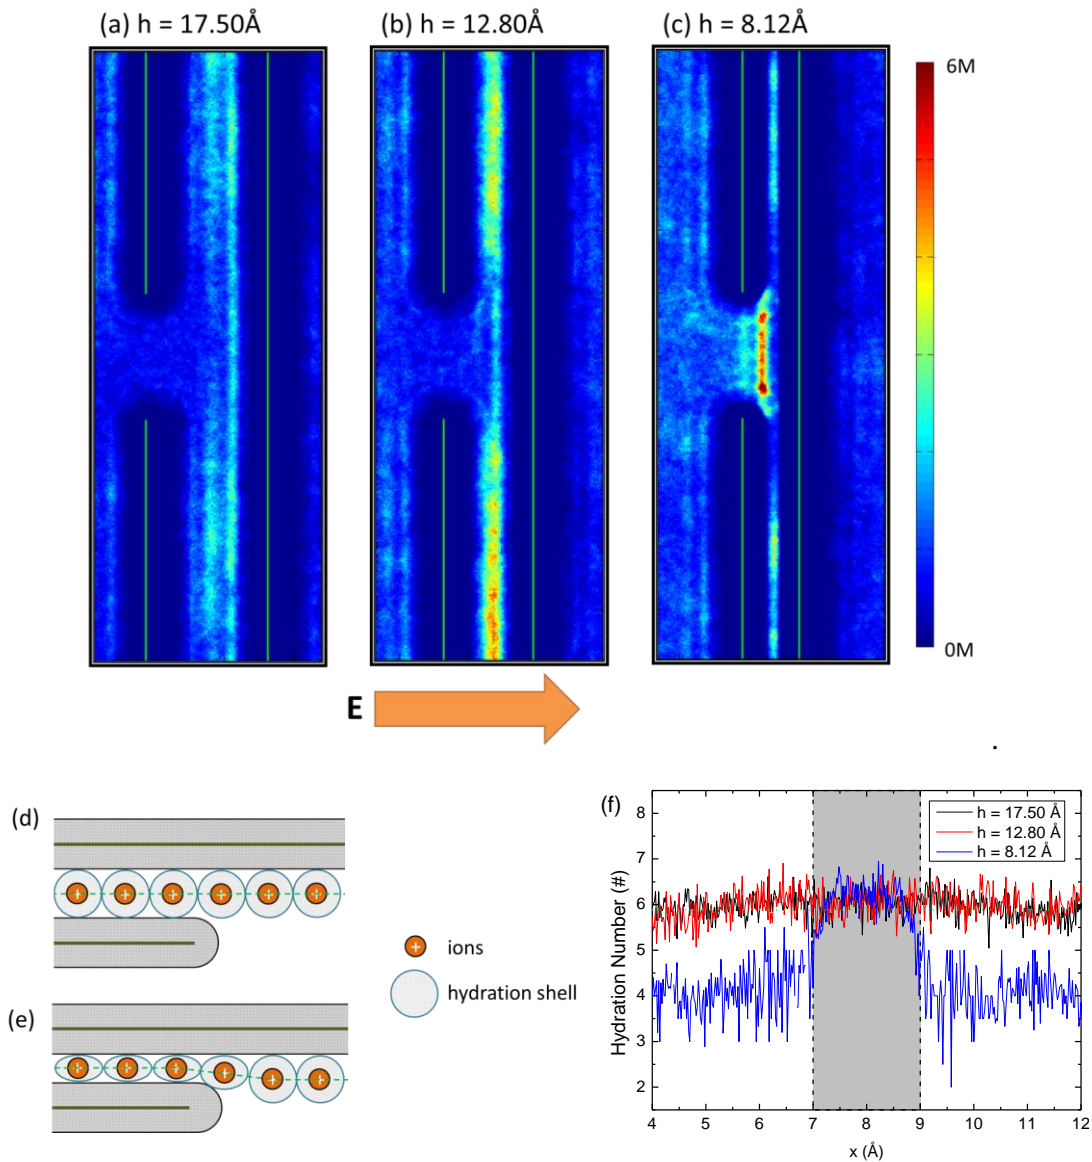 (a) h = 17.50Å
(b) h = 12.80Å
(c) h = 8.12Å
6M
0M
E
(d)
ions
hydration shell
(e)
(f)
h = 17.50 Å
h = 12.80 Å
h = 8.12 Å
Hydration Number (#)
8
7
6
5
4
3
2
4 5 6 7 8 9 10 11 12
x (Å)